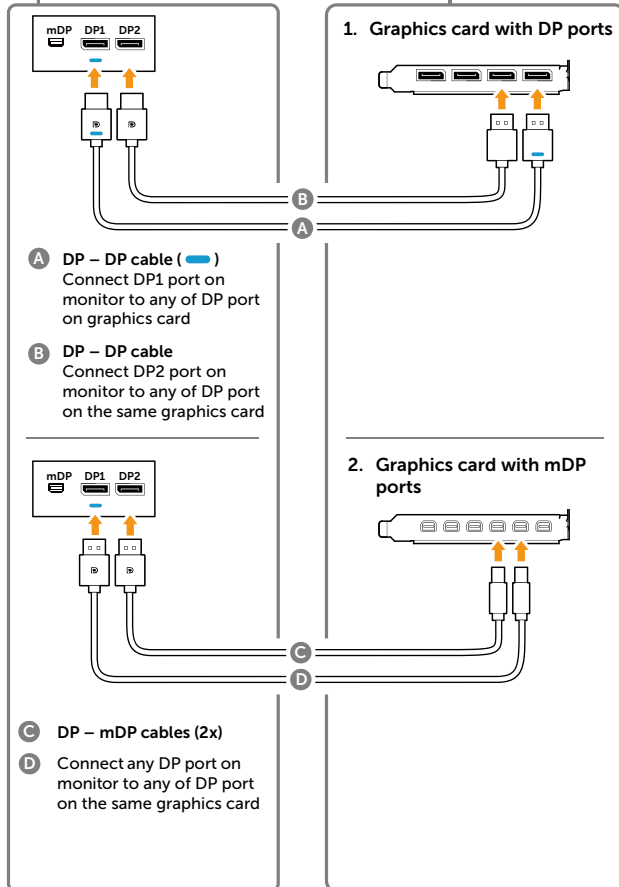 mDP DP1 DP2
1. Graphics card with DP ports
B
A
A DP – DP cable ( )
Connect DP1 port on
monitor to any of DP port
on graphics card
B DP – DP cable
Connect DP2 port on
monitor to any of DP port
on the same graphics card
mDP DP1 DP2
2. Graphics card with mDP
ports
C
D
C DP – mDP cables (2x)
D Connect any DP port on
monitor to any of DP port
on the same graphics card